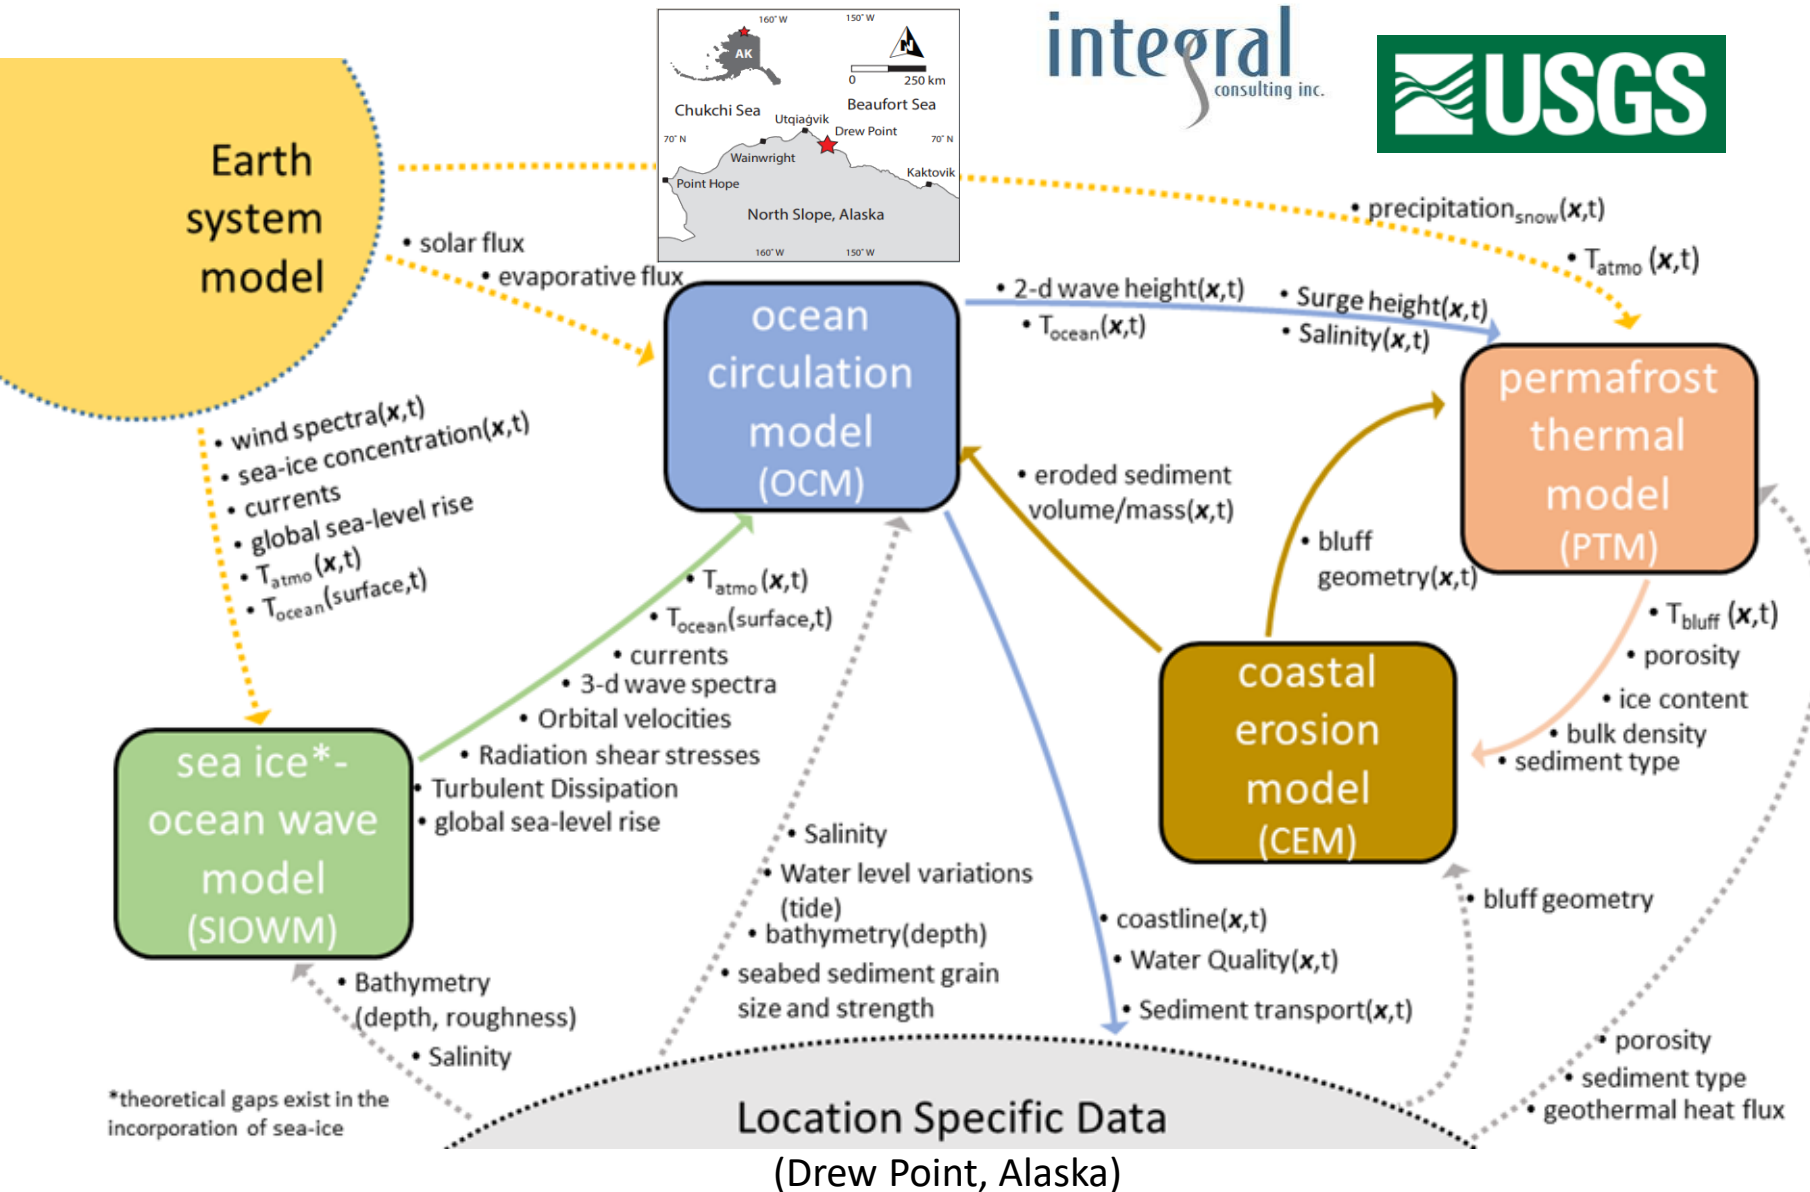 160° W
150° W
AK
N
0
250 km
Chukchi Sea
Beaufort Sea
Utqiaġvik
70° N
Drew Point
70° N
Wainwright
Kaktovik
Point Hope
North Slope, Alaska
160° W
150° W
integral
consulting inc.
USGS
Earth
system
model
• solar flux
• evaporative flux
• precipitationsnow(x,t)
• Tatmo (x,t)
ocean
circulation
model
(OCM)
• 2-d wave height(x,t)
• Tocean(x,t)
• Surge height(x,t)
• Salinity(x,t)
permafrost
thermal
model
(PTM)
• wind spectra(x,t)
• sea-ice concentration(x,t)
• currents
• global sea-level rise
• Tatmo (x,t)
• Tocean(surface,t)
• eroded sediment
volume/mass(x,t)
• bluff
geometry(x,t)
• Tatmo (x,t)
• Tocean(surface,t)
• currents
• 3-d wave spectra
• Orbital velocities
• Radiation shear stresses
• Turbulent Dissipation
• global sea-level rise
• Tbluff (x,t)
• porosity
• ice content
• bulk density
• sediment type
coastal
erosion
model
(CEM)
sea ice*-
ocean wave
model
(SIOWM)
• Salinity
• Water level variations
(tide)
• bathymetry(depth)
• seabed sediment grain
size and strength
• coastline(x,t)
• Water Quality(x,t)
• Sediment transport(x,t)
• bluff geometry
• Bathymetry
(depth, roughness)
• Salinity
• porosity
• sediment type
• geothermal heat flux
*theoretical gaps exist in the
incorporation of sea-ice
Location Specific Data
(Drew Point, Alaska)